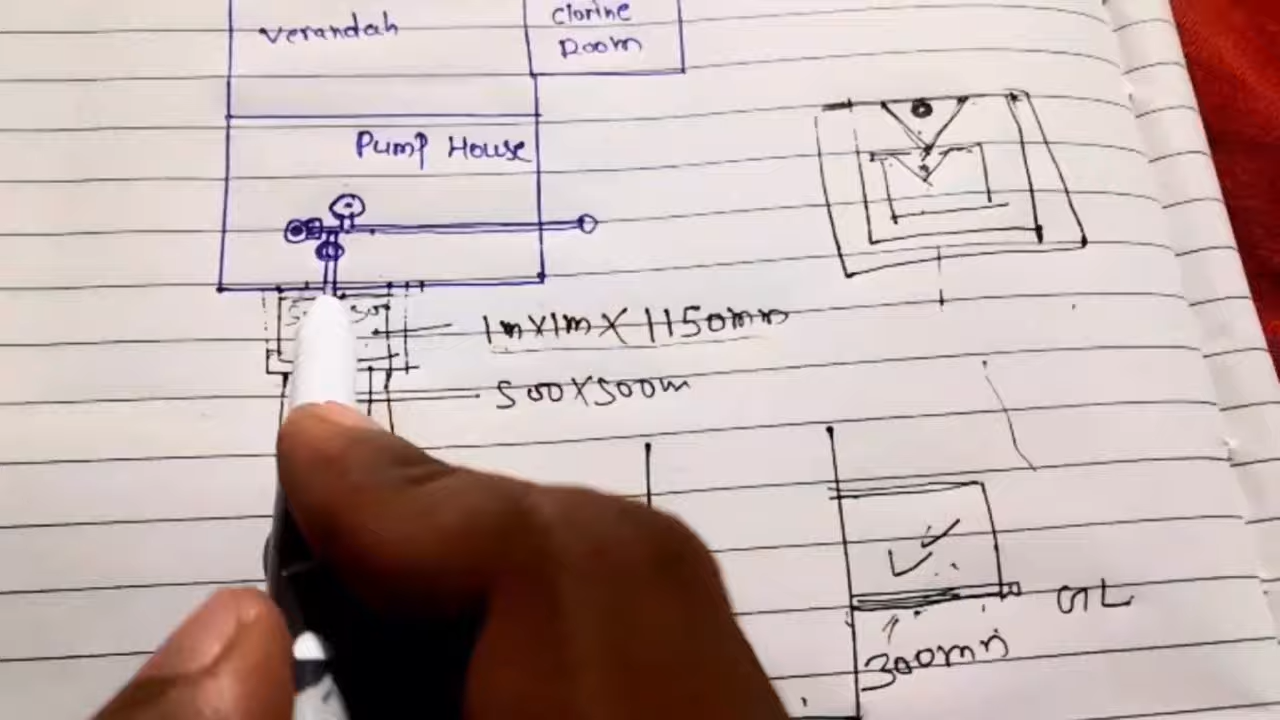 Verandah
Clorine
Room
Pump House
1m X 1m X 1150mm
500 X 500m
GL
300mm